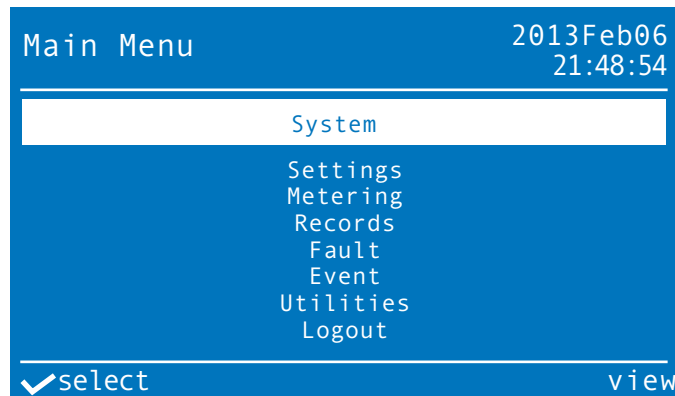 Main Menu
2013Feb06
21:48:54
System
Settings
Metering
Records
Fault
Event
Utilities
Logout
select
view